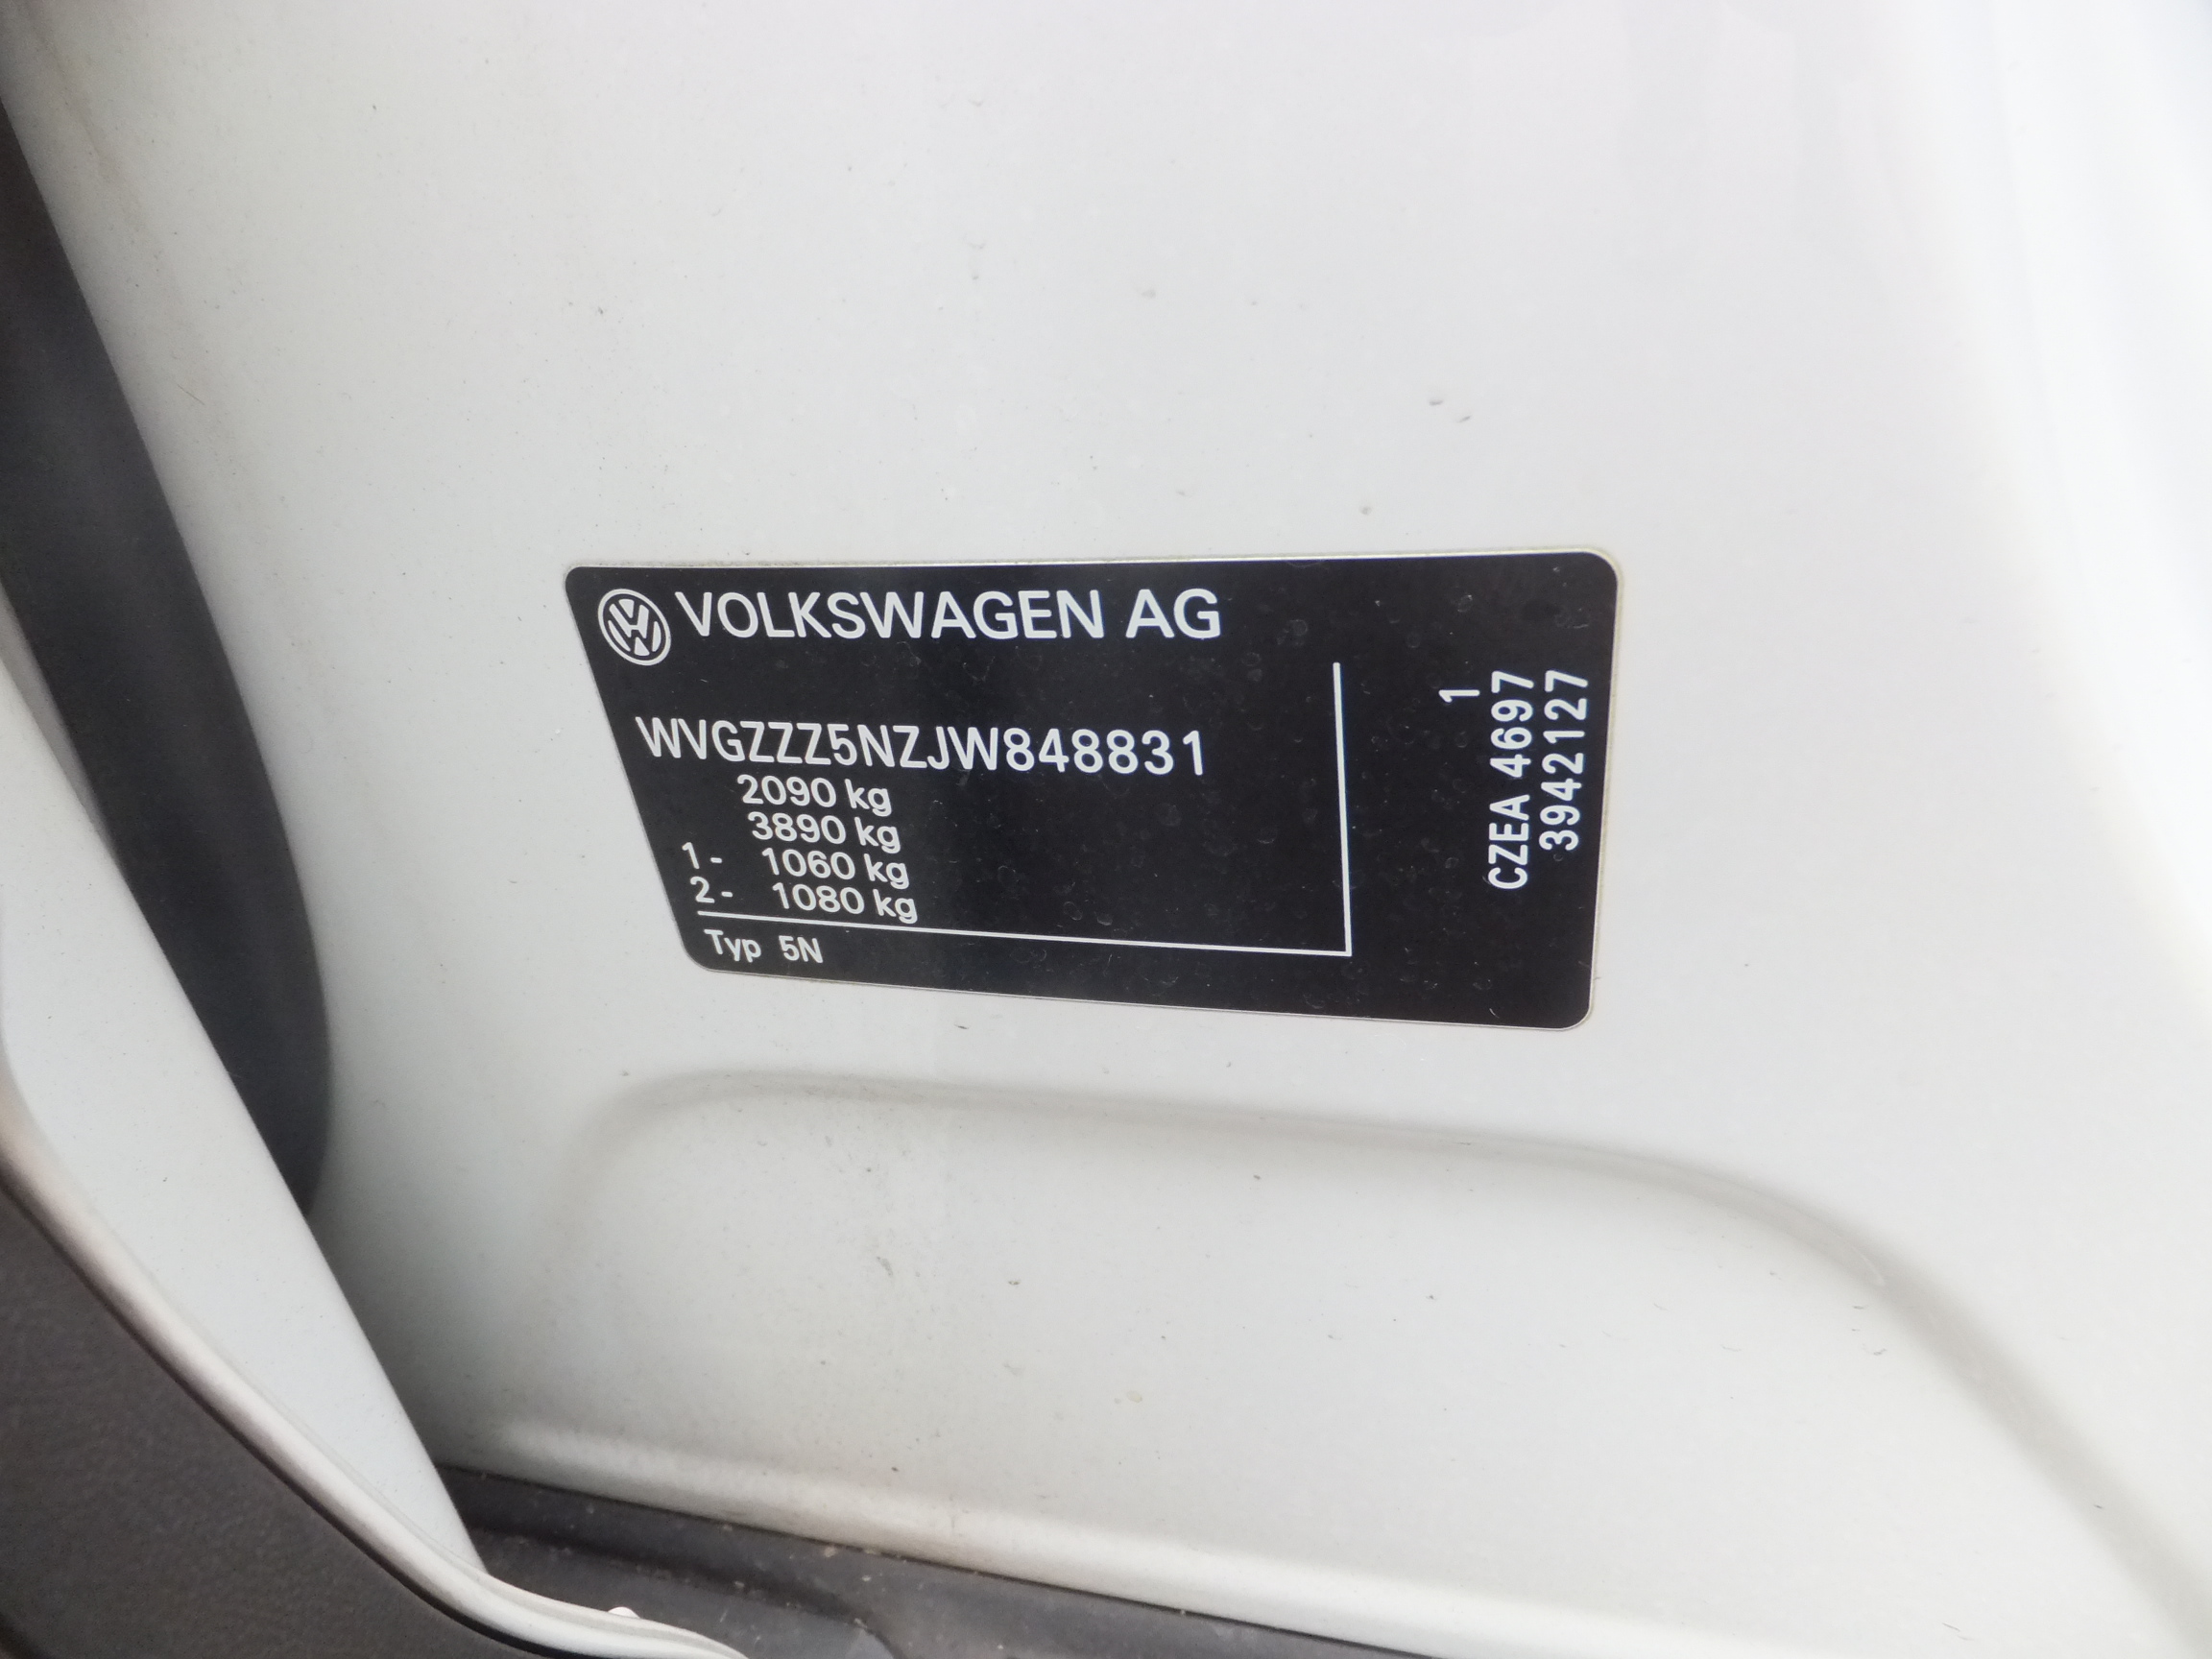 VOLKSWAGEN AG
WVGZZZ5NZJW848831
2090 kg
3890 kg
1- 1060 kg
2- 1080 kg
Typ 5N
1
CZEA 4697
3942127